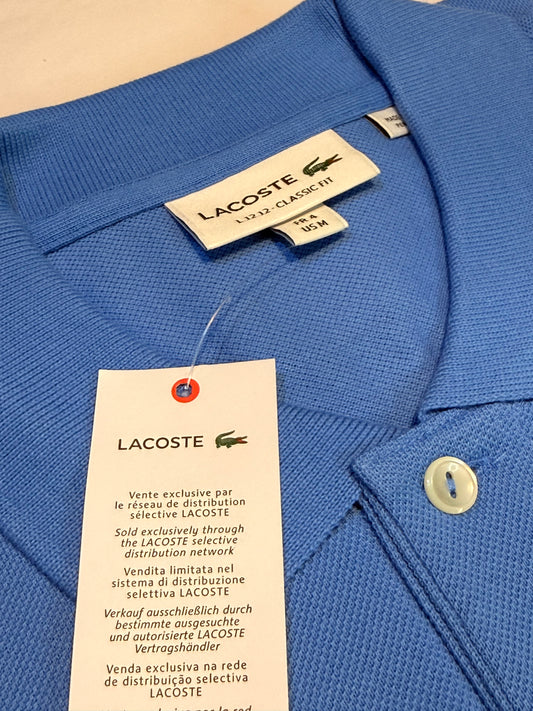 LACOSTE
L.12.12 - CLASSIC FIT
FR 4
US M
LACOSTE
Vente exclusive par
le réseau de distribution
sélective LACOSTE
Sold exclusively through
the LACOSTE selective
distribution network
Vendita limitata nel
sistema di distribuzione
selettiva LACOSTE
Verkauf ausschließlich durch
bestimmte ausgesuchte
und autorisierte LACOSTE
Vertragshändler
Venda exclusiva na rede
de distribuição selectiva
LACOSTE